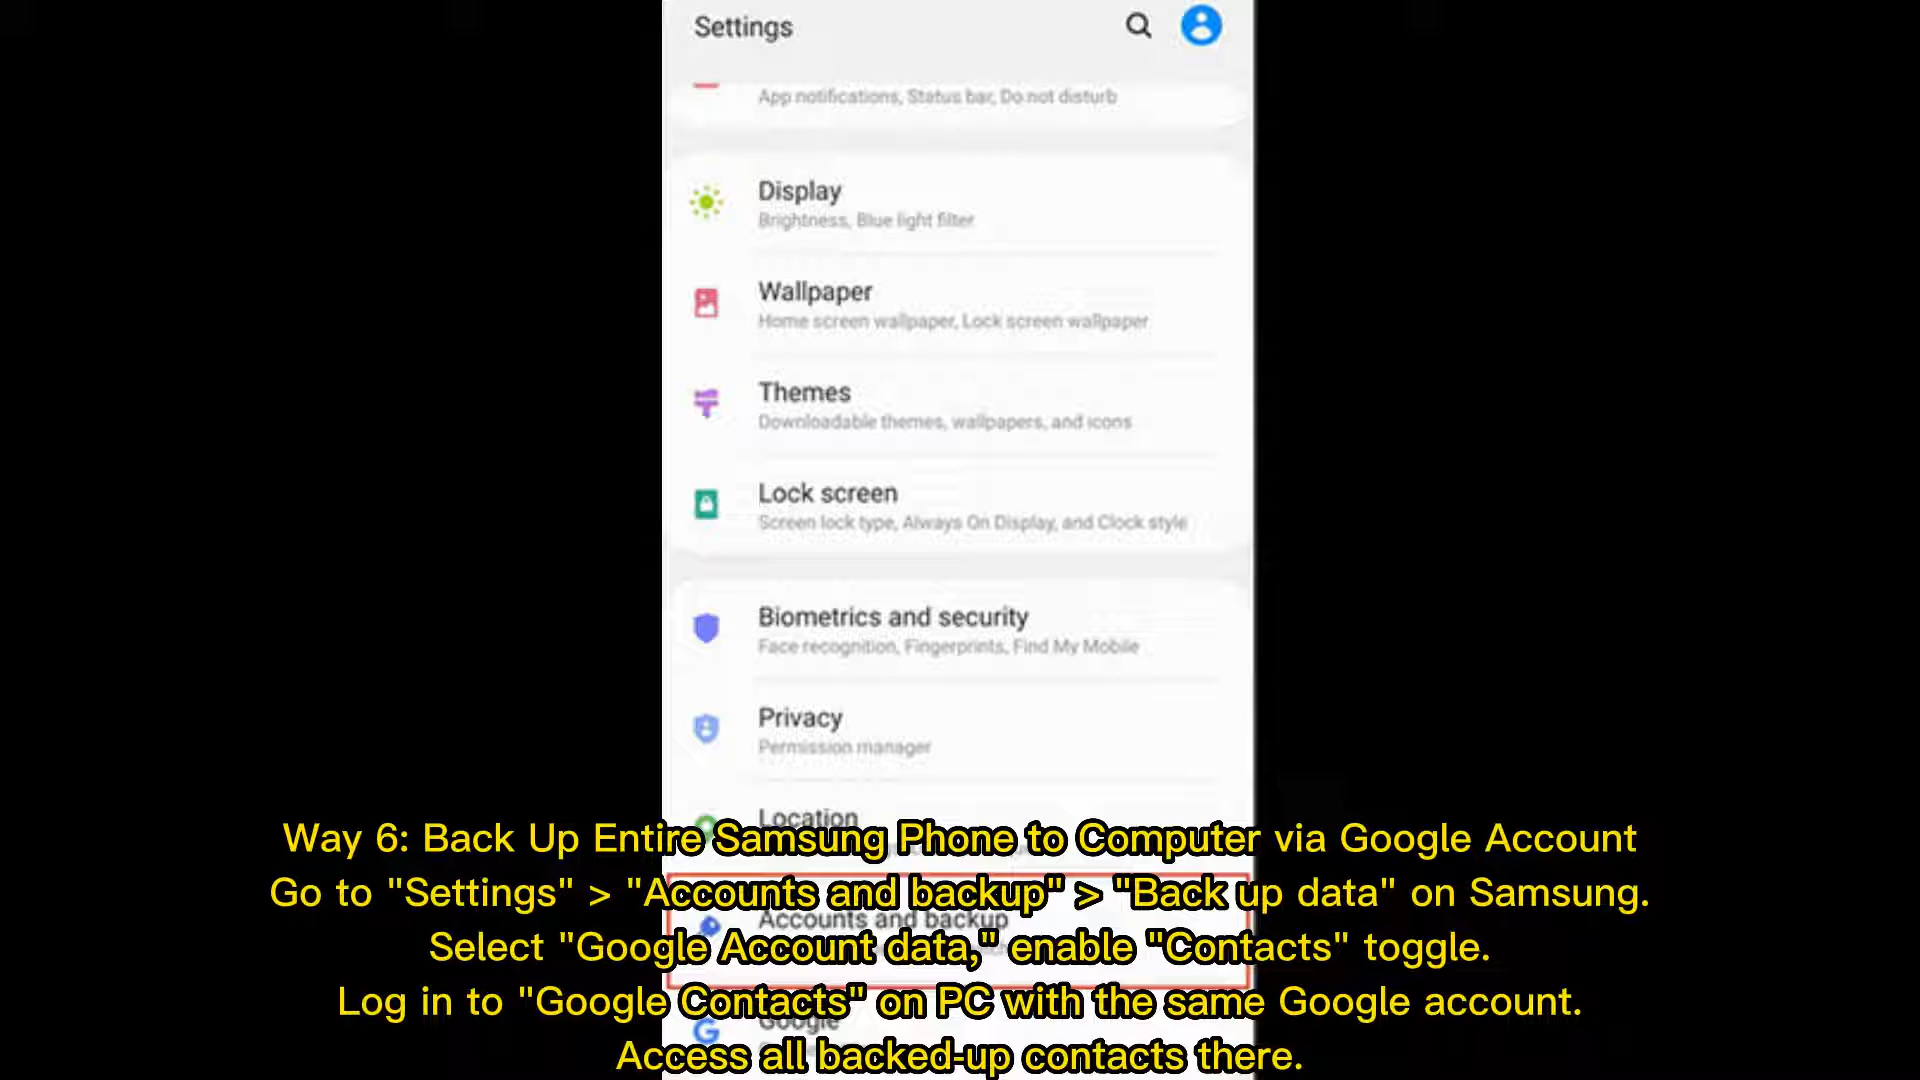 Settings
App notifications, Status bar, Do not disturb
Display
Brightness, Blue light filter
Wallpaper
Home screen wallpaper, Lock screen wallpaper
Themes
Downloadable themes, wallpapers, and icons
Lock screen
Screen lock type, Always On Display, and Clock style
Biometrics and security
Face recognition, Fingerprints, Find My Mobile
Privacy
Permission manager
Location
Way 6: Back Up Entire Samsung Phone to Computer via Google Account
Go to "Settings" > "Accounts and backup" > "Back up data" on Samsung.
Accounts and backup
Select "Google Account data," enable "Contacts" toggle.
Log in to "Google Contacts" on PC with the same Google account.
Google
Access all backed-up contacts there.